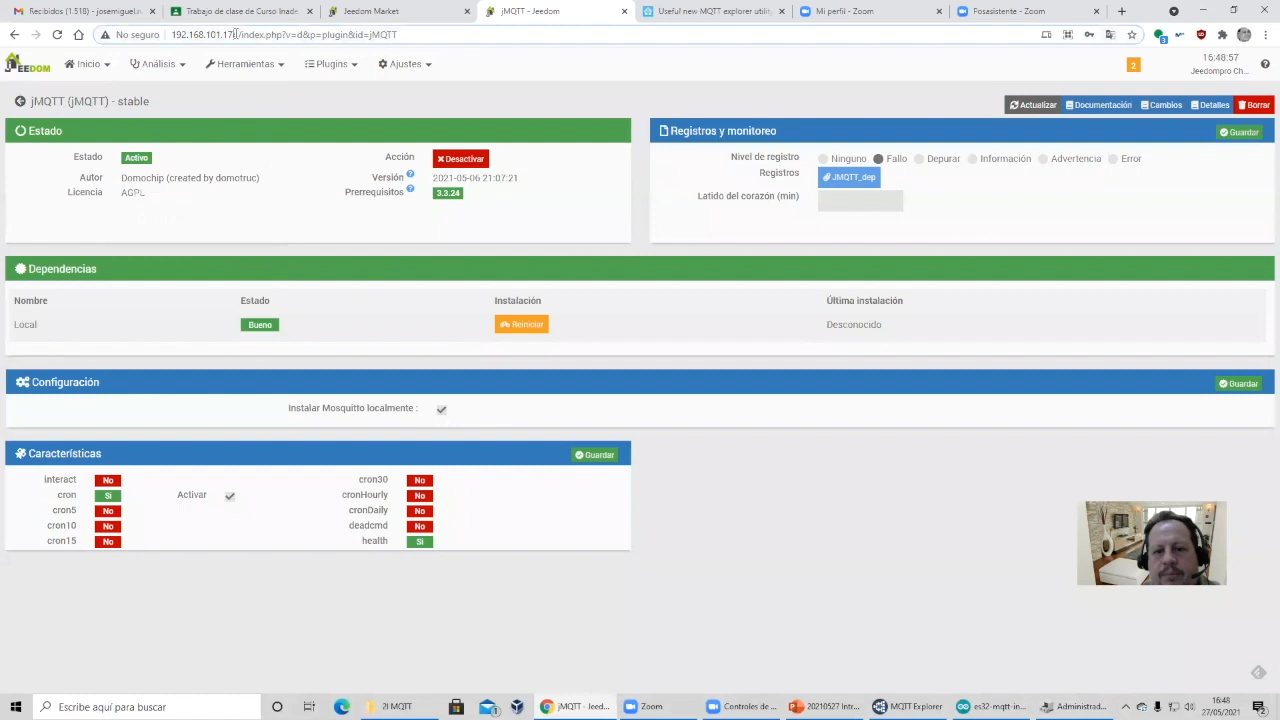 Recibidos (1.518) - josemiguel.n
Trabajo de clase de Curso Inade
Jeedom Market
jMQTT - Jeedom
Useful new MQTT explorer utilit
Mi perfil - Zoom
Posasistente - Zoom
No seguro
192.168.101.17/index.php?v=d&p=plugin&id=jMQTT
JEEDOM
Inicio
Análisis
Herramientas
Plugins
Ajustes
2
15:48:57
Jeedompro Ch...
jMQTT (jMQTT) - stable
Actualizar
Documentación
Cambios
Detalles
Borrar
Estado
Estado
Activo
Acción
Desactivar
Autor
Domochip (created by domotruc)
Versión
2021-05-06 21:07:21
Licencia
AGPL
Prerrequisitos
3.3.24
Registros y monitoreo
Guardar
Nivel de registro
Ninguno
Fallo
Depurar
Información
Advertencia
Error
Registros
JMQTT_dep
Latido del corazón (min)
Dependencias
Nombre
Estado
Instalación
Última instalación
Local
Bueno
Reiniciar
Desconocido
Configuración
Guardar
Instalar Mosquitto localmente :
Características
Guardar
interact
No
cron30
No
cron
Si
Activar
cronHourly
No
cron5
No
cronDaily
No
cron10
No
deadcmd
No
cron15
No
health
Si
Escribe aquí para buscar
2I MQTT
jMQTT - Jeed...
Zoom
Controles de ...
20210527 Intr...
MQTT Explorer
es32-mqtt-in...
Administrad...
16:48
27/05/2021